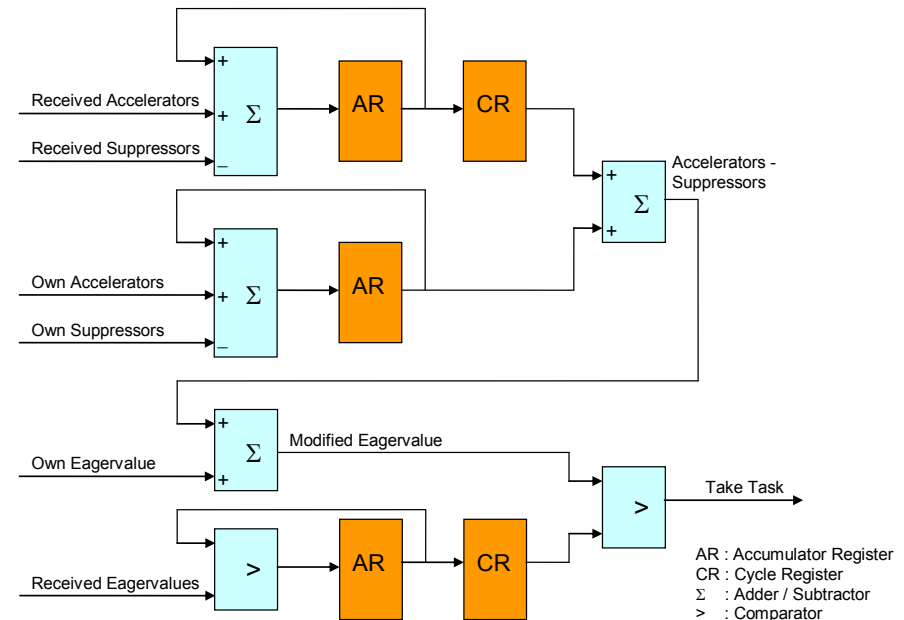 +
Received Accelerators
+
Σ
AR
CR
Received Suppressors
_
+
Accelerators -
Suppressors
Σ
+
+
Own Accelerators
+
Σ
AR
Own Suppressors
_
+
Σ
Modified Eagervalue
Own Eagervalue
+
>
Take Task
>
AR
CR
Received Eagervalues
AR : Accumulator Register
CR : Cycle Register
Σ : Adder / Subtractor
> : Comparator